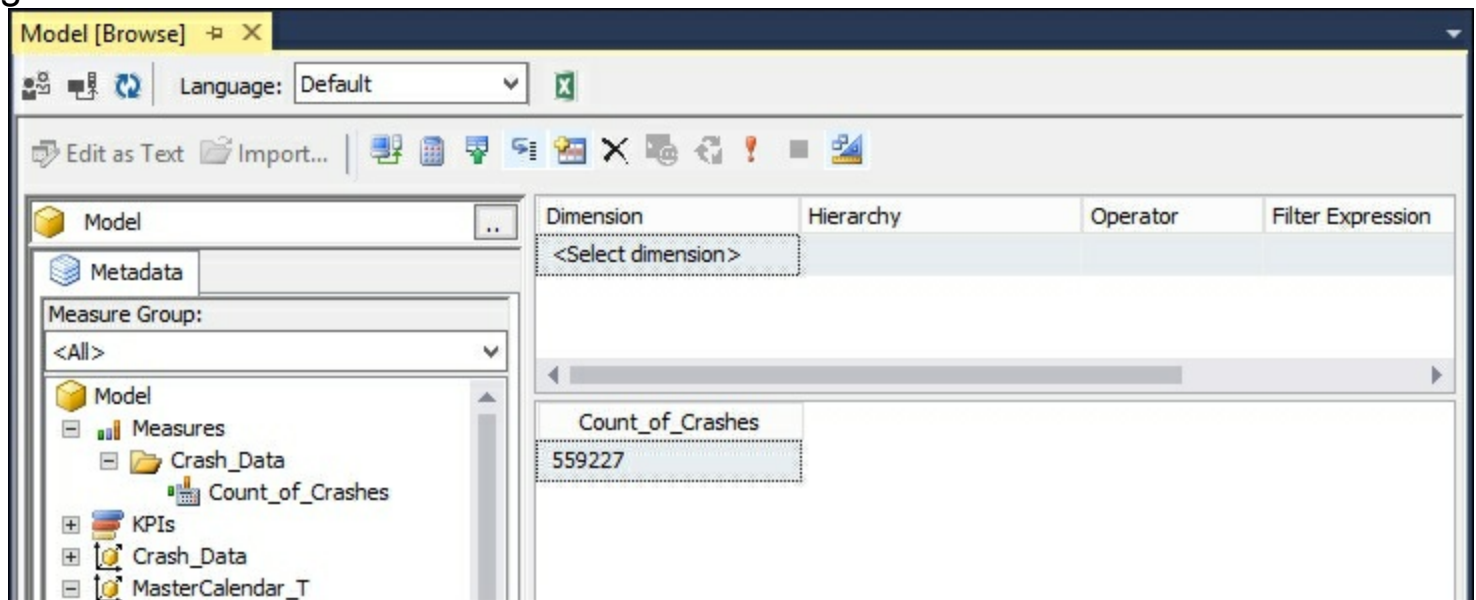 Model [Browse]
Language: Default
Edit as Text Import...
Model ..
Metadata
Measure Group:
<All>
Model
Measures
Crash_Data
Count_of_Crashes
KPIs
Crash_Data
MasterCalendar_T
Dimension Hierarchy Operator Filter Expression
<Select dimension>
Count_of_Crashes
559227